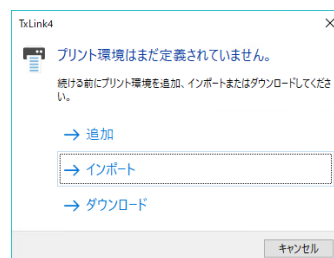 TxLink4
プリント環境はまだ定義されていません。
続ける前にプリント環境を追加、インポートまたはダウンロードしてくださ
い。
→ 追加
→ インポート
→ ダウンロード
キャンセル